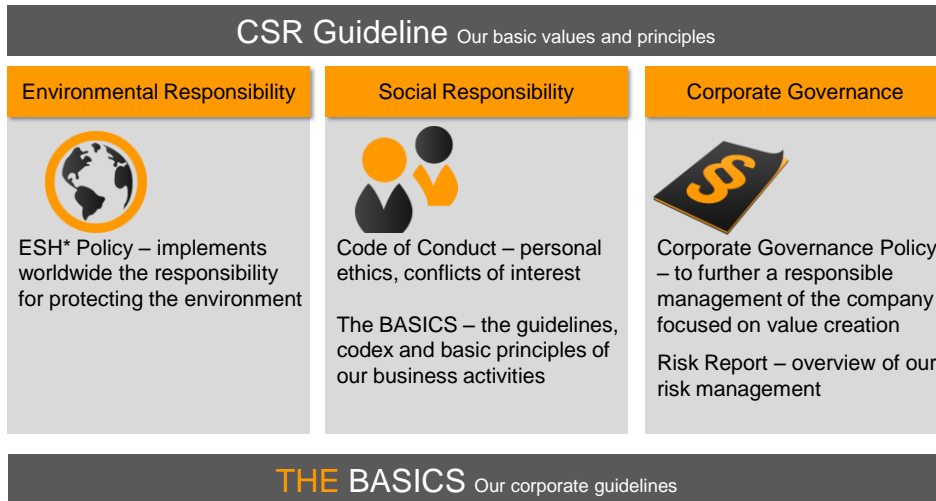 CSR Guideline Our basic values and principles
Environmental Responsibility
ESH* Policy – implements
worldwide the responsibility
for protecting the environment
Social Responsibility
Code of Conduct – personal
ethics, conflicts of interest
The BASICS – the guidelines,
codex and basic principles of
our business activities
Corporate Governance
§
Corporate Governance Policy
– to further a responsible
management of the company
focused on value creation
Risk Report – overview of our
risk management
THE BASICS Our corporate guidelines